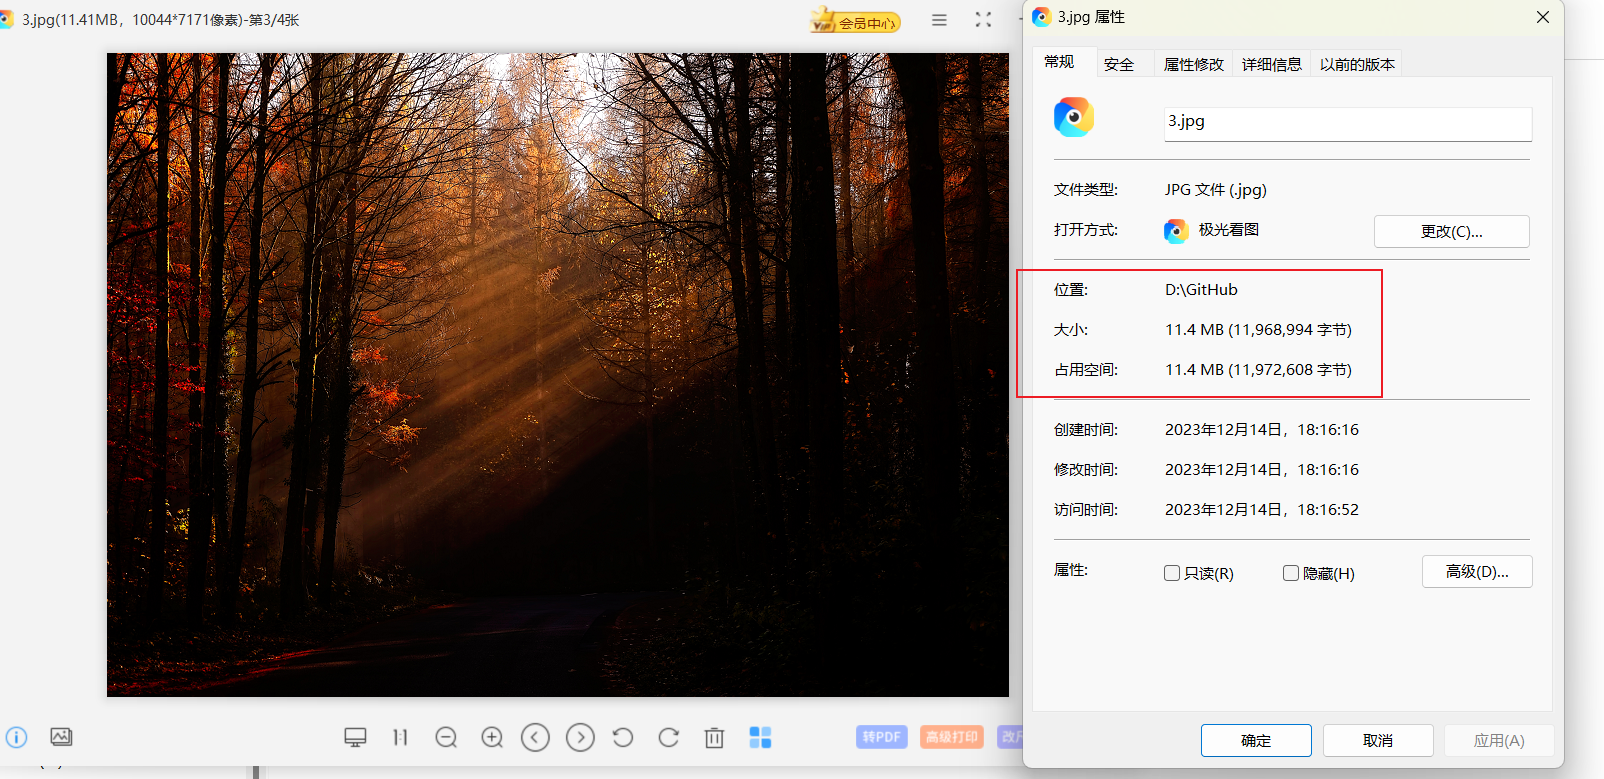 3.jpg(11.41MB，10044*7171像素)-第3/4张
VIP 会员中心
转PDF
高级打印
改尺
3.jpg 属性
常规
安全
属性修改
详细信息
以前的版本
3.jpg
文件类型: JPG 文件 (.jpg)
打开方式: 极光看图 更改(C)...
位置: D:\GitHub
大小: 11.4 MB (11,968,994 字节)
占用空间: 11.4 MB (11,972,608 字节)
创建时间: 2023年12月14日，18:16:16
修改时间: 2023年12月14日，18:16:16
访问时间: 2023年12月14日，18:16:52
属性: 只读(R) 隐藏(H) 高级(D)...
确定
取消
应用(A)